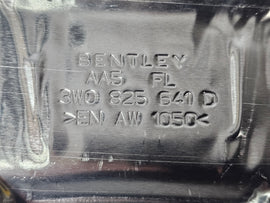 BENTLEY
AA5 FL
3W0 825 641 D
>EN AW 1050<